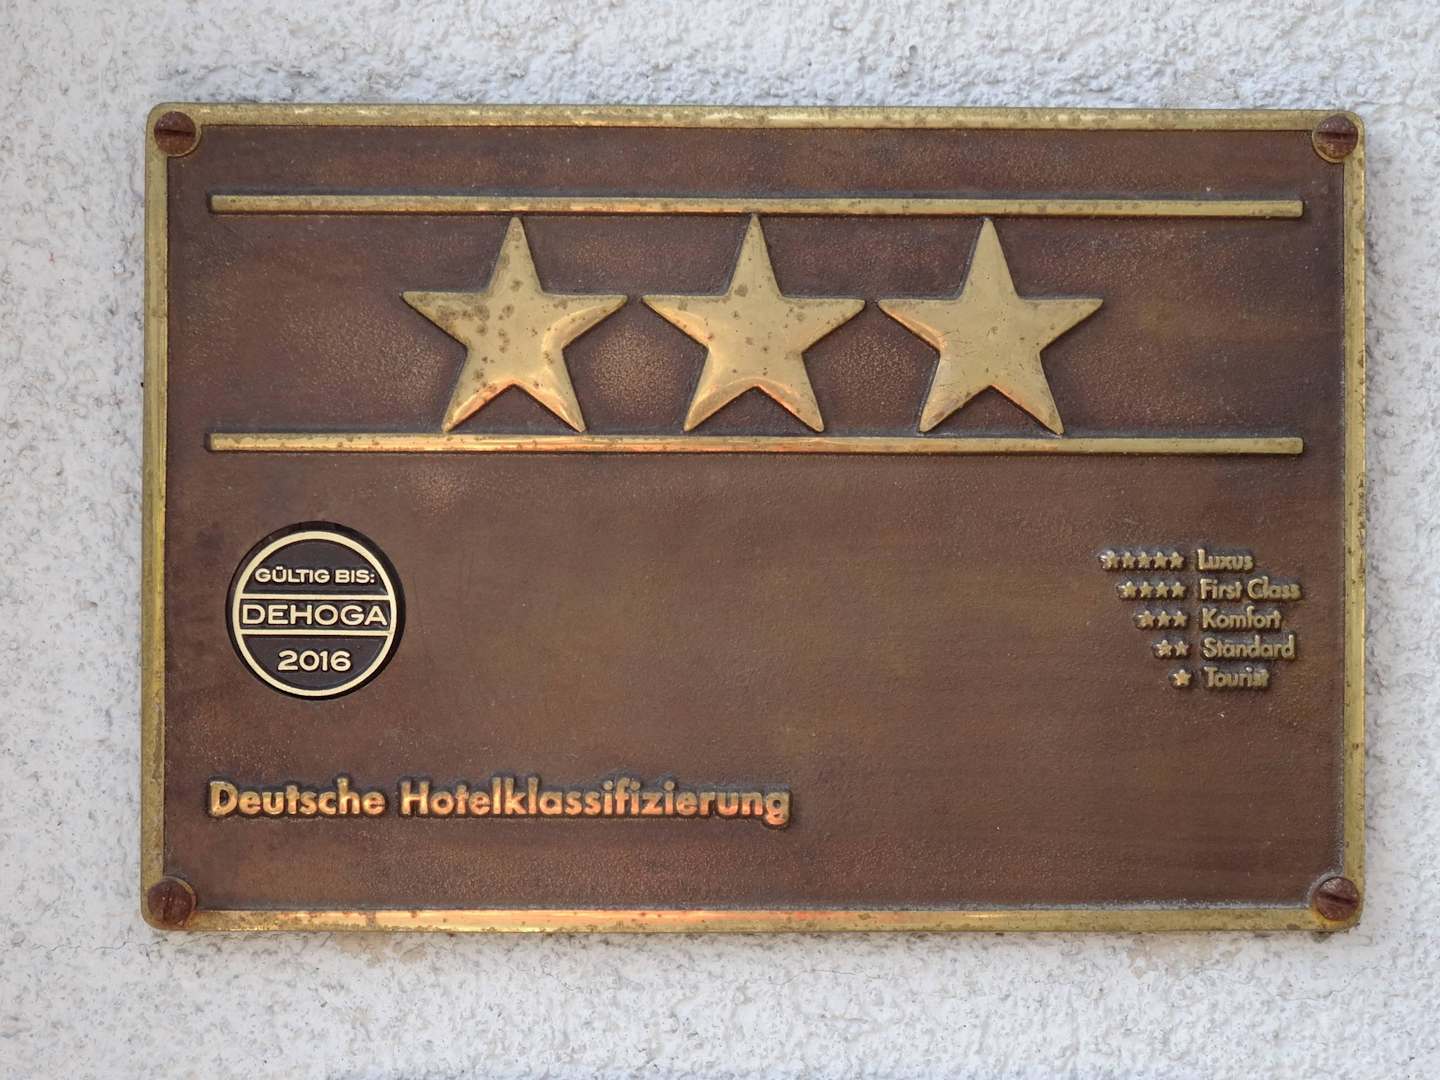 GÜLTIG BIS:
DEHOGA
2016
★★★★★ Luxus
★★★★ First Class
★★★ Komfort
★★ Standard
★ Tourist
Deutsche Hotelklassifizierung